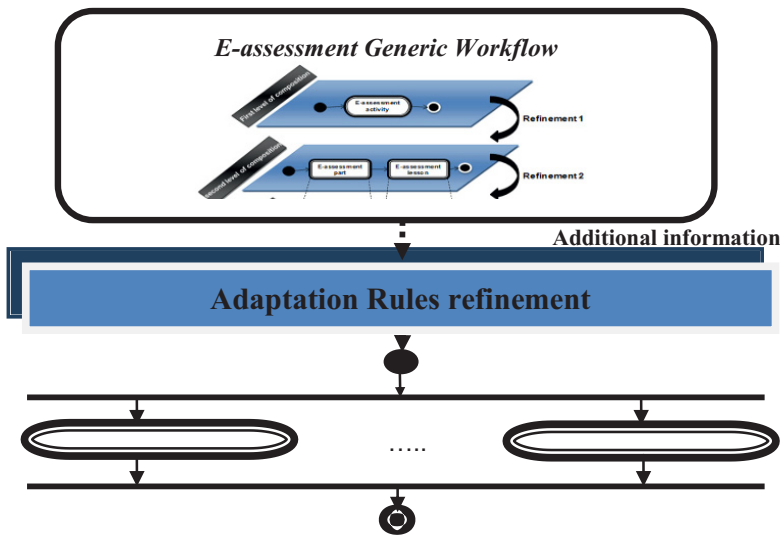 E-assessment Generic Workflow
First level of composition
E-assessment
activity
Refinement 1
second level of composition
E-assessment
part
E-assessment
lesson
Refinement 2
Additional information
Adaptation Rules refinement
.....